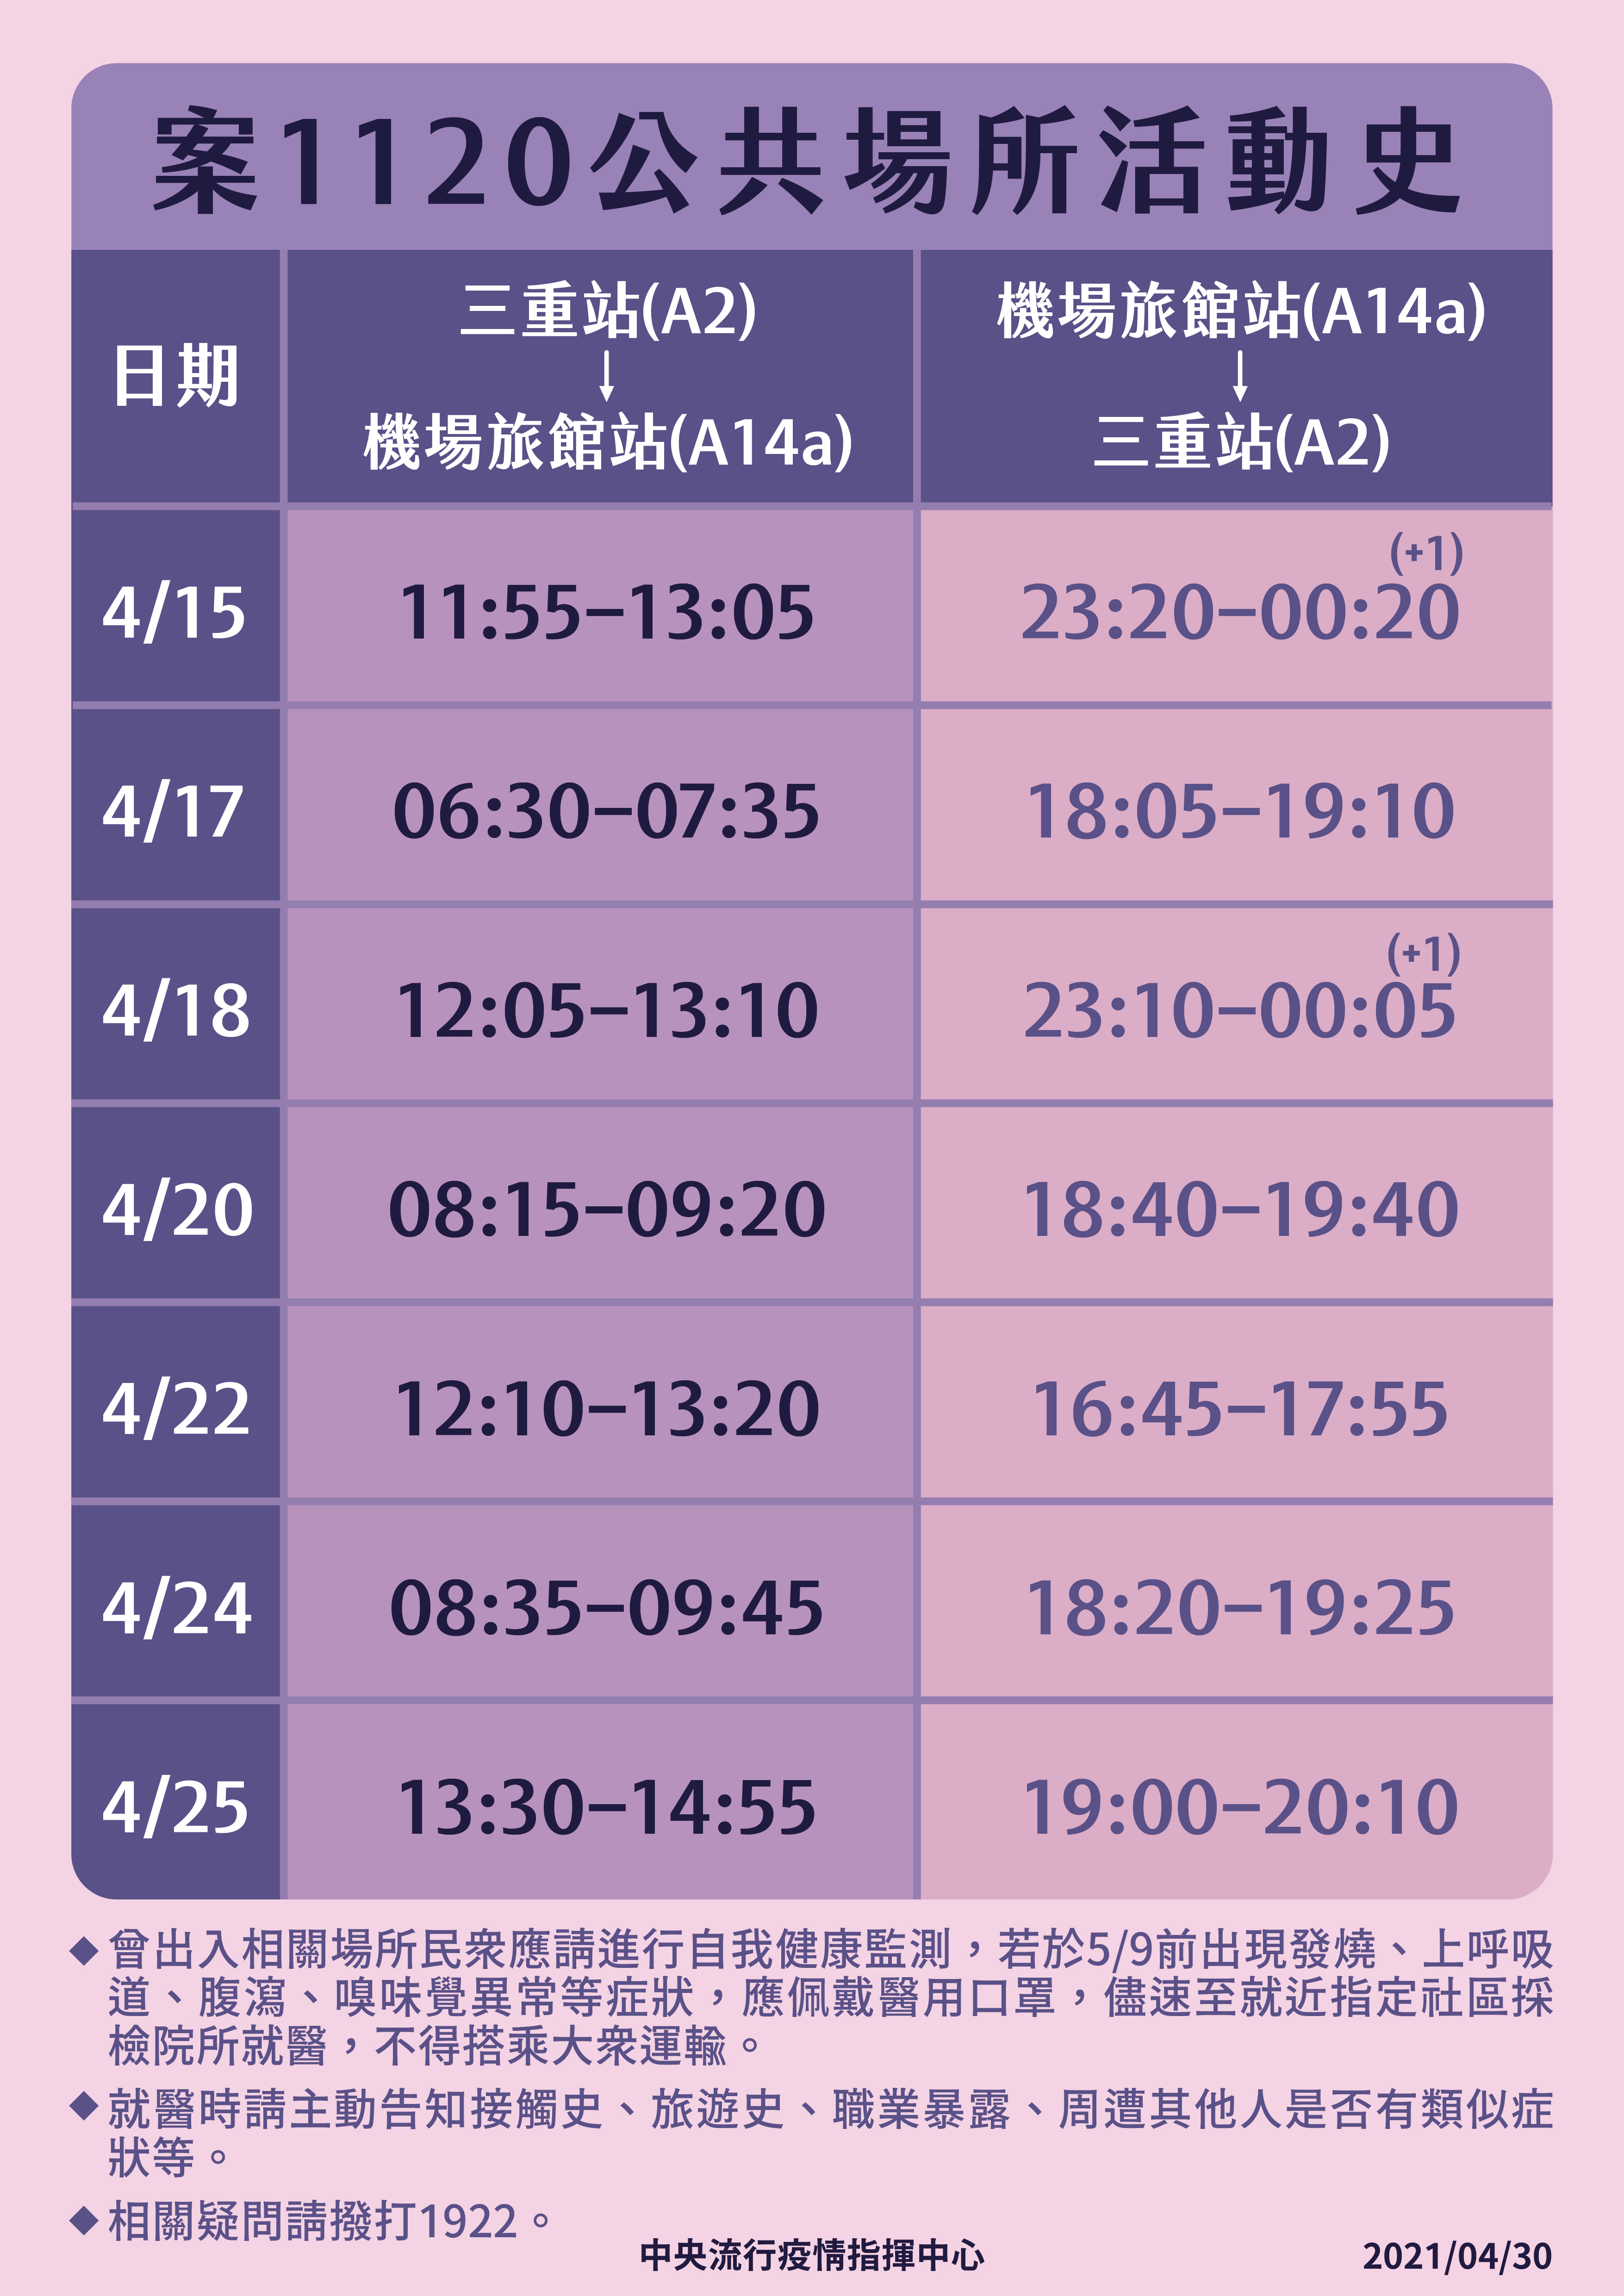 案1120公共場所活動史
日期
三重站(A2)
↓
機場旅館站(A14a)
機場旅館站(A14a)
↓
三重站(A2)
4/15
11:55–13:05
(+1)
23:20–00:20
4/17
06:30–07:35
18:05–19:10
4/18
12:05–13:10
(+1)
23:10–00:05
4/20
08:15–09:20
18:40–19:40
4/22
12:10–13:20
16:45–17:55
4/24
08:35–09:45
18:20–19:25
4/25
13:30–14:55
19:00–20:10
◆曾出入相關場所民衆應請進行自我健康監測，若於5/9前出現發燒、上呼吸
道、腹瀉、嗅味覺異常等症狀，應佩戴醫用口罩，儘速至就近指定社區採
檢院所就醫，不得搭乘大衆運輸。
◆就醫時請主動告知接觸史、旅遊史、職業暴露、周遭其他人是否有類似症
狀等。
◆相關疑問請撥打1922。
中央流行疫情指揮中心
2021/04/30